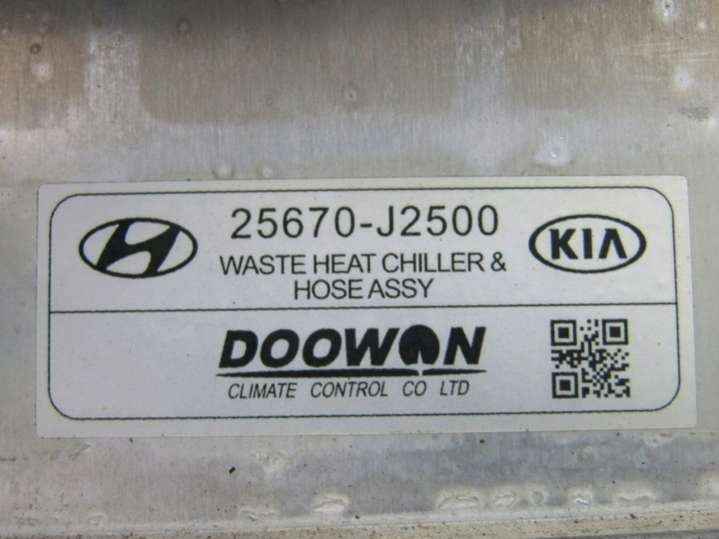 25670-J2500
KIA
WASTE HEAT CHILLER &
HOSE ASSY
DOOWON
CLIMATE CONTROL CO LTD